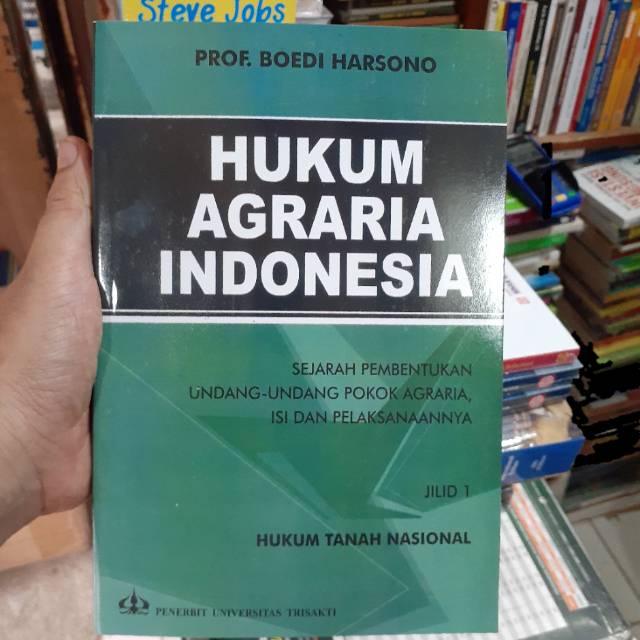 Steve Jobs
PROF. BOEDI HARSONO
HUKUM
AGRARIA
INDONESIA
SEJARAH PEMBENTUKAN
UNDANG-UNDANG POKOK AGRARIA,
ISI DAN PELAKSANAANNYA
JILID 1
HUKUM TANAH NASIONAL
PENERBIT UNIVERSITAS TRISAKTI